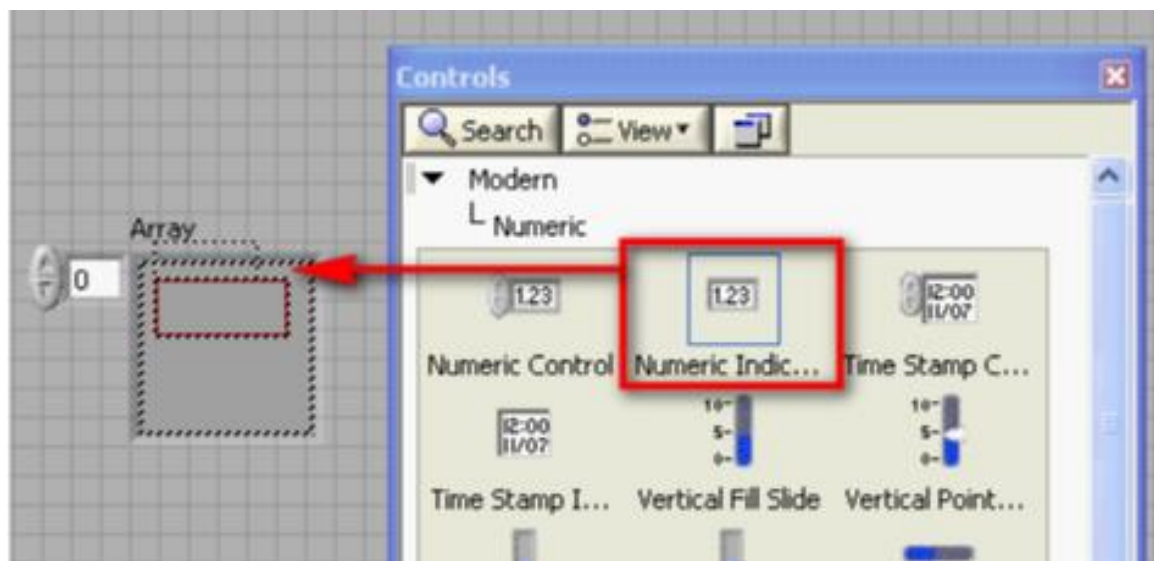 Controls
Search View
Modern
Numeric
Array
0
1.23 1.23 12:00
11/07
Numeric Control Numeric Indic... Time Stamp C...
12:00
11/07
10-
5-
0-
10-
5-
0-
Time Stamp I... Vertical Fill Slide Vertical Point...